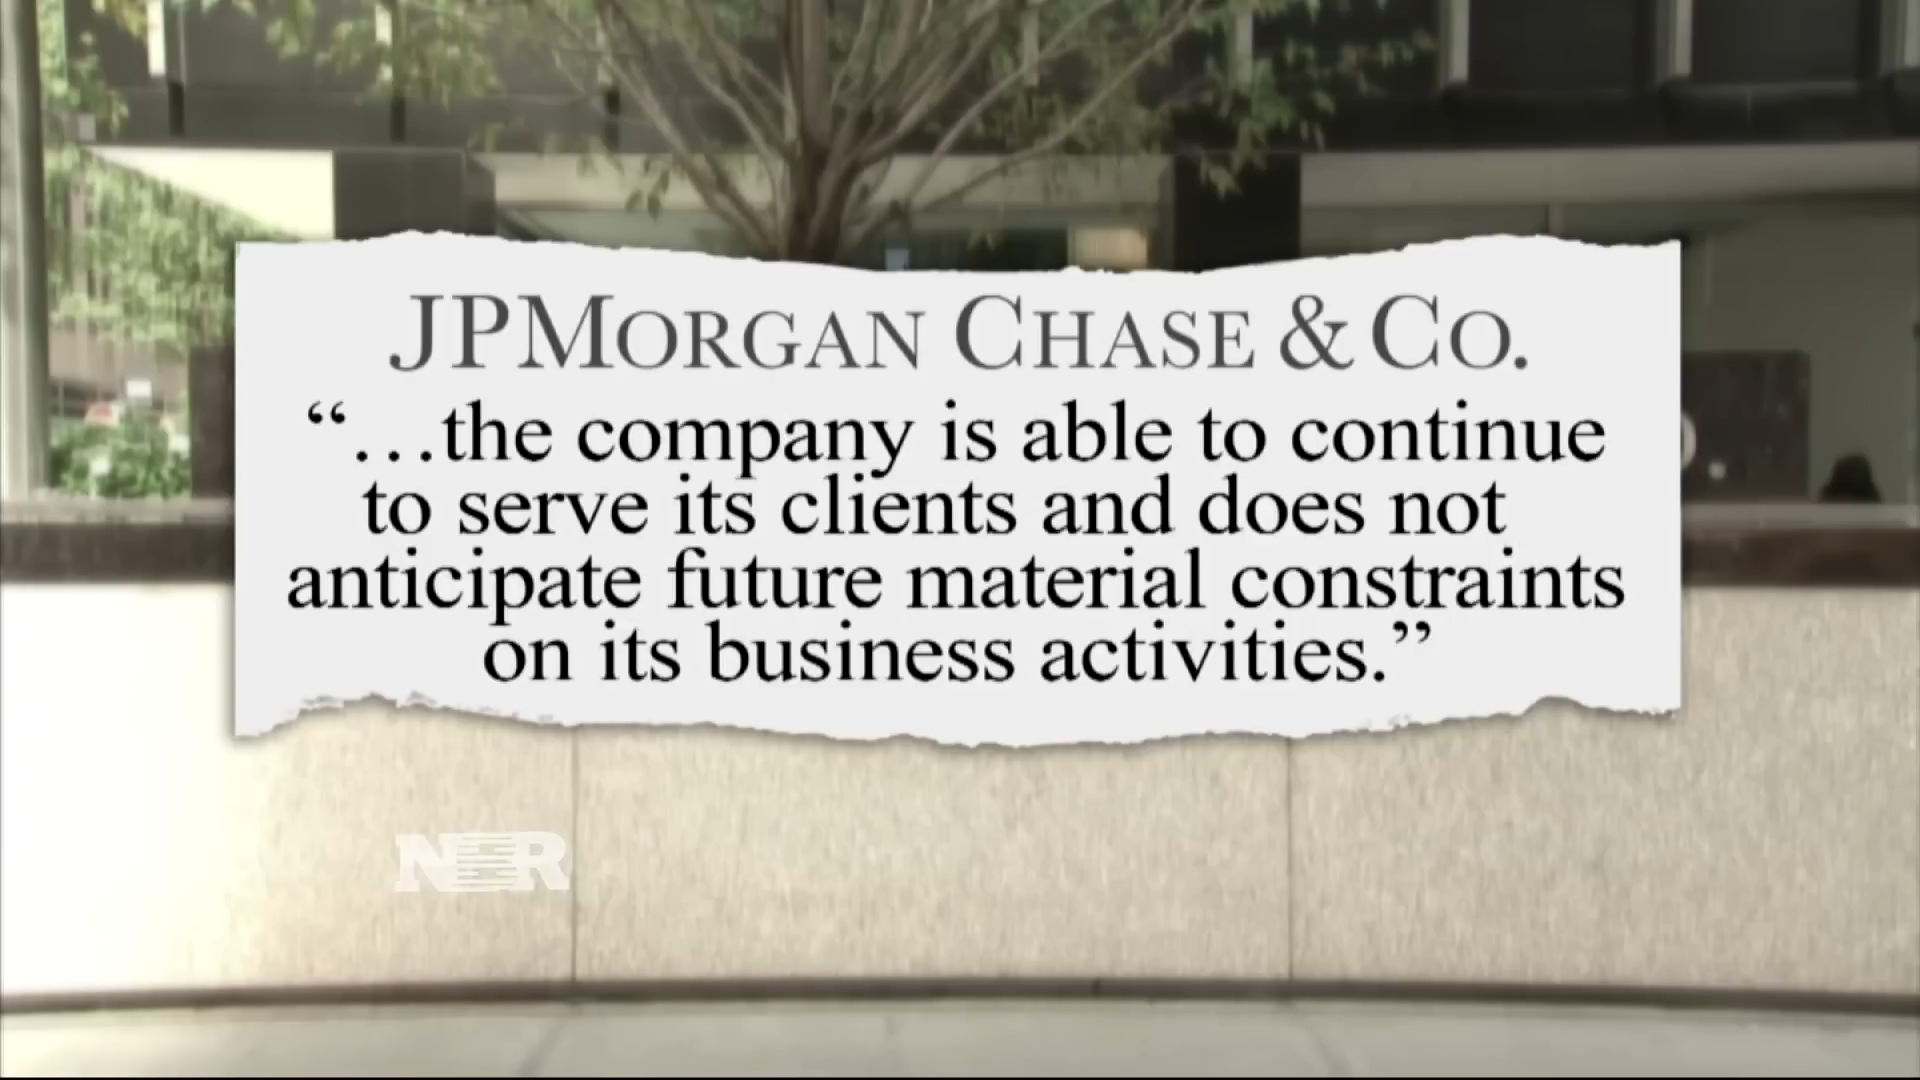 JPMORGAN CHASE & CO.
“...the company is able to continue
to serve its clients and does not
anticipate future material constraints
on its business activities.”
NBR